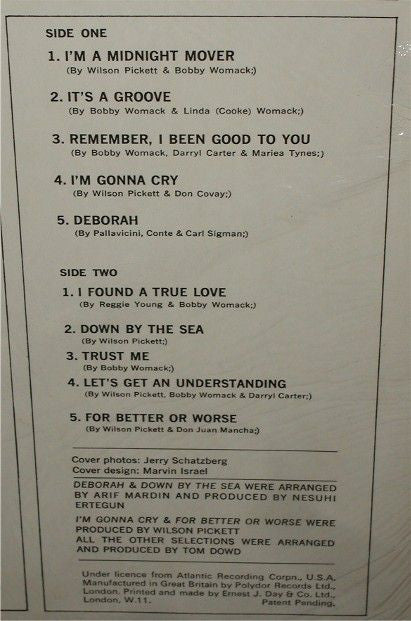 SIDE ONE
1. I'M A MIDNIGHT MOVER
(By Wilson Pickett & Bobby Womack;)
2. IT'S A GROOVE
(By Bobby Womack & Linda (Cooke) Womack;)
3. REMEMBER, I BEEN GOOD TO YOU
(By Bobby Womack, Darryl Carter & Mariea Tynes;)
4. I'M GONNA CRY
(By Wilson Pickett & Don Covay;)
5. DEBORAH
(By Pallavicini, Conte & Carl Sigman;)
SIDE TWO
1. I FOUND A TRUE LOVE
(By Reggie Young & Bobby Womack;)
2. DOWN BY THE SEA
(By Wilson Pickett;)
3. TRUST ME
(By Bobby Womack;)
4. LET'S GET AN UNDERSTANDING
(By Wilson Pickett, Bobby Womack & Darryl Carter;)
5. FOR BETTER OR WORSE
(By Wilson Pickett & Don Juan Mancha;)
Cover photos: Jerry Schatzberg
Cover design: Marvin Israel
DEBORAH & DOWN BY THE SEA WERE ARRANGED
BY ARIF MARDIN AND PRODUCED BY NESUHI
ERTEGUN
I'M GONNA CRY & FOR BETTER OR WORSE WERE
PRODUCED BY WILSON PICKETT
ALL THE OTHER SELECTIONS WERE ARRANGED
AND PRODUCED BY TOM DOWD
Under licence from Atlantic Recording Corpn., U.S.A.
Manufactured in Great Britain by Polydor Records Ltd.,
London. Printed and made by Ernest J. Day & Co. Ltd.,
London, W.11. Patent Pending.